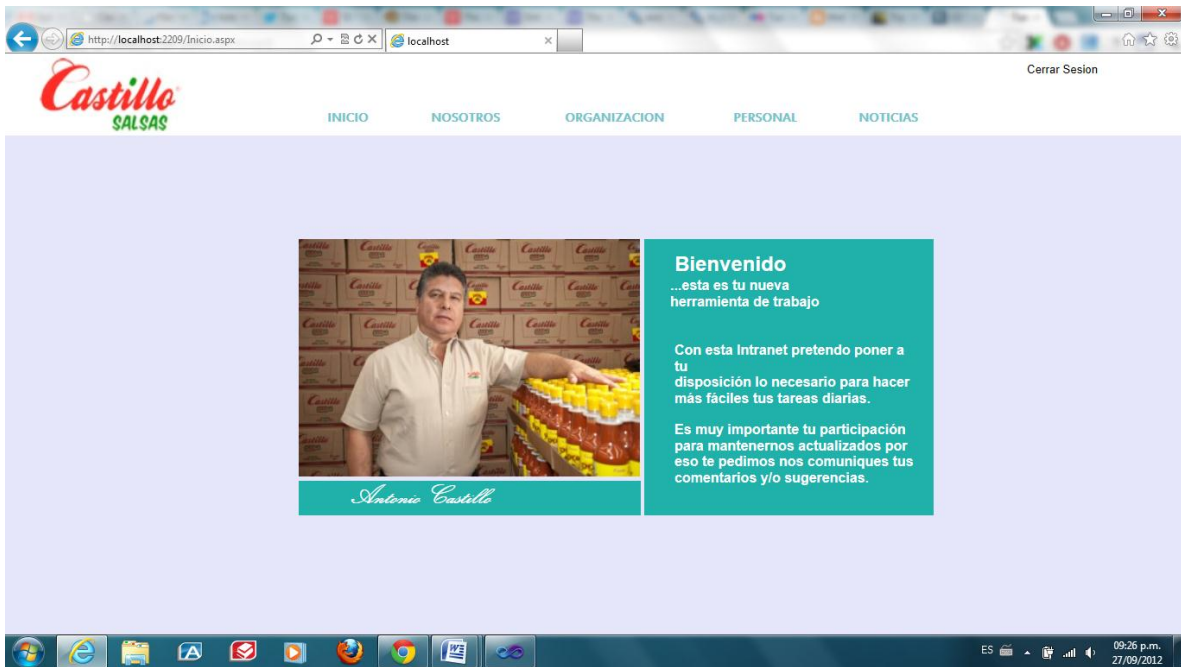 http://localhost:2209/Inicio.aspx
localhost
Cerrar Sesion
Castillo
SALSAS
INICIO NOSOTROS ORGANIZACION PERSONAL NOTICIAS
Bienvenido
...esta es tu nueva
herramienta de trabajo
Con esta Intranet pretendo poner a
tu
disposición lo necesario para hacer
más fáciles tus tareas diarias.
Es muy importante tu participación
para mantenernos actualizados por
eso te pedimos nos comuniques tus
comentarios y/o sugerencias.
Antonio Castillo
ES
09:26 p.m.
27/09/2012